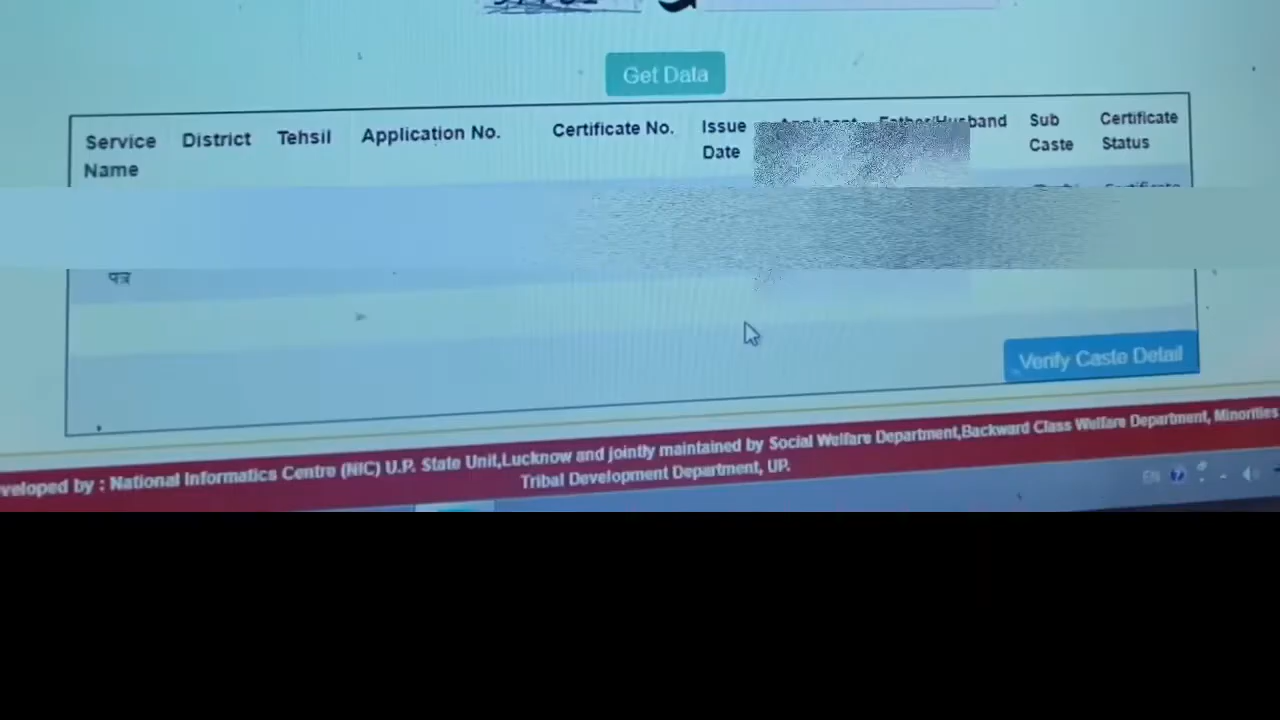 Get Data
Service Name
District
Tehsil
Application No.
Certificate No.
Issue Date
Sub Caste
Certificate Status
पत्र
Verify Caste Detail
veloped by : National Informatics Centre (NIC) U.P. State Unit,Lucknow and jointly maintained by Social Welfare Department,Backward Class Welfare Department, Minorities
Tribal Development Department, UP.
EN